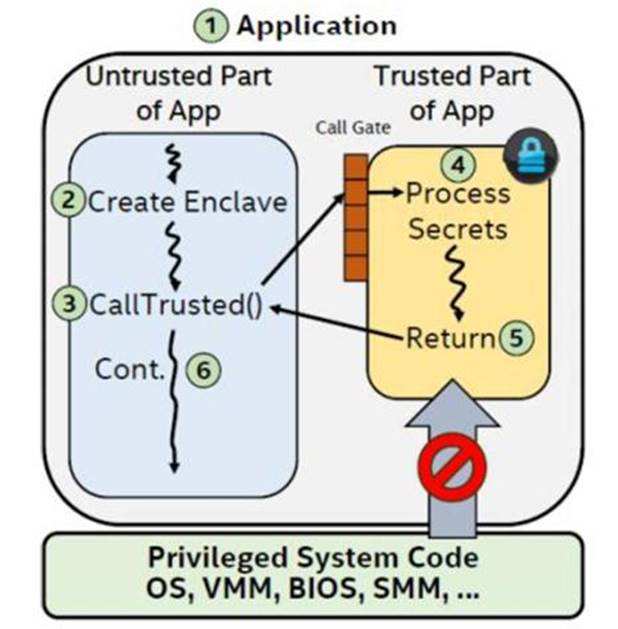 1 Application
Untrusted Part
of App
Trusted Part
of App
Call Gate
2 Create Enclave
3 CallTrusted()
Cont. 6
4
Process
Secrets
Return 5
Privileged System Code
OS, VMM, BIOS, SMM, ...